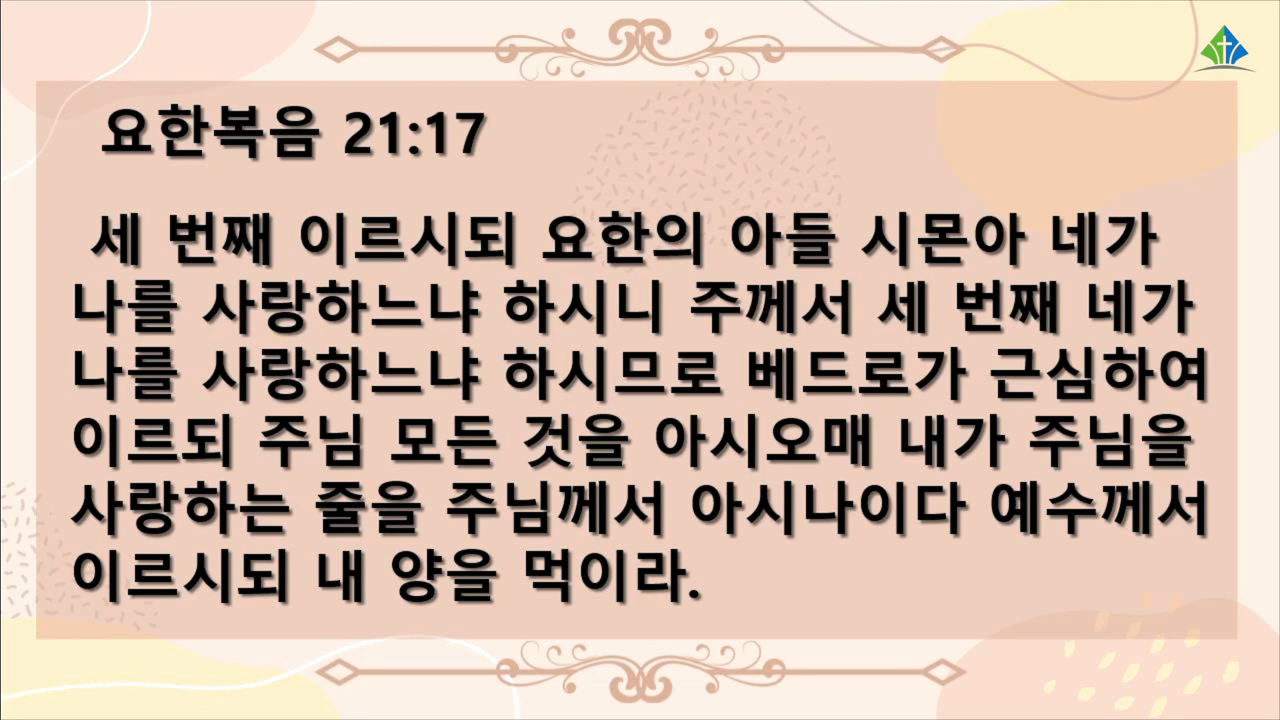 요한복음 21:17
세 번째 이르시되 요한의 아들 시몬아 네가
나를 사랑하느냐 하시니 주께서 세 번째 네가
나를 사랑하느냐 하시므로 베드로가 근심하여
이르되 주님 모든 것을 아시오매 내가 주님을
사랑하는 줄을 주님께서 아시나이다 예수께서
이르시되 내 양을 먹이라.